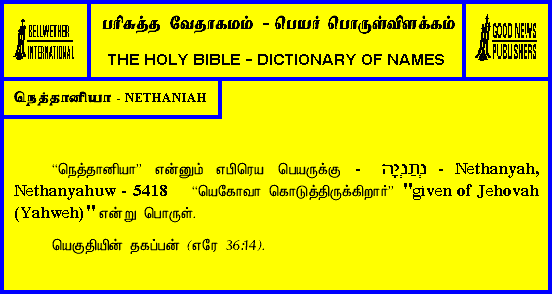 BELLWETHER
INTERNATIONAL
பரிசுத்த வேதாகமம் - பெயர் பொருள்விளக்கம்
THE HOLY BIBLE - DICTIONARY OF NAMES
GOOD NEWS
PUBLISHERS
நெத்தானியா - NETHANIAH
“நெத்தானியா” என்னும் எபிரெய பெயருக்கு - נְתַנְיָה - Nethanyah,
Nethanyahuw - 5418 “யெகோவா கொடுத்திருக்கிறார்” "given of Jehovah
(Yahweh)" என்று பொருள்.
யெகுதியின் தகப்பன் (எரே 36:14).